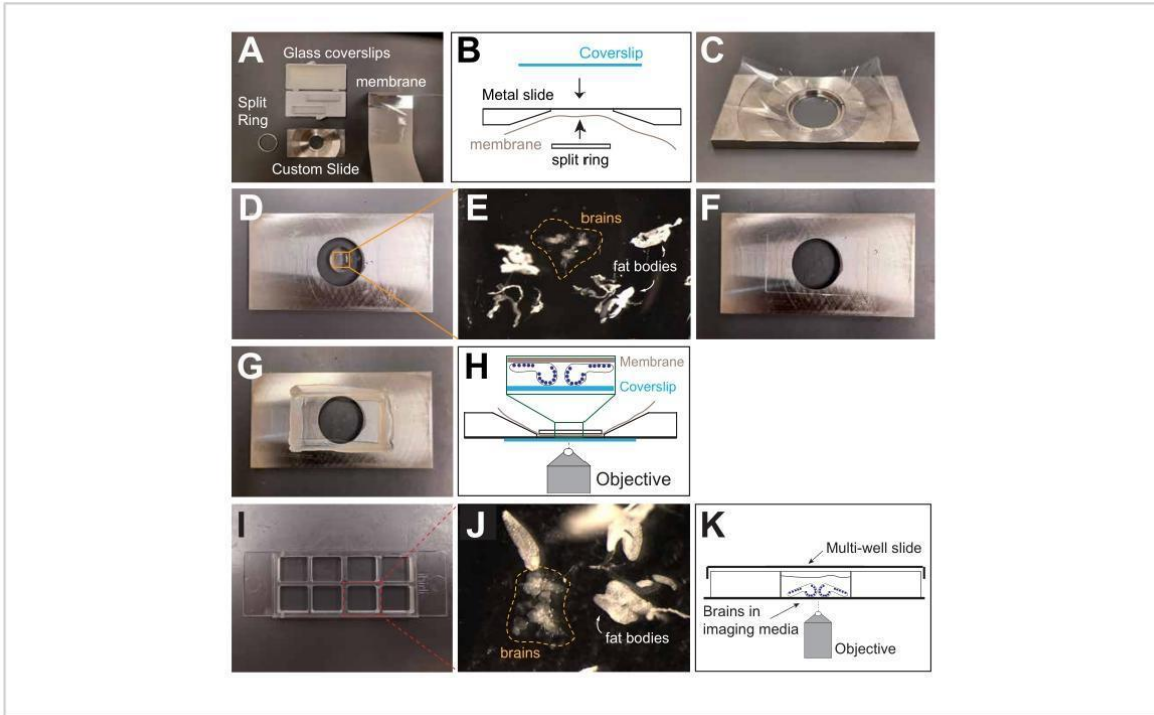 A
Glass coverslips
membrane
Split
Ring
Custom Slide
B
Coverslip
Metal slide
membrane
split ring
C
D
E
brains
fat bodies
F
G
H
Membrane
Coverslip
Objective
I
ibidi
J
fat bodies
brains
K
Multi-well slide
Brains in
imaging media
Objective